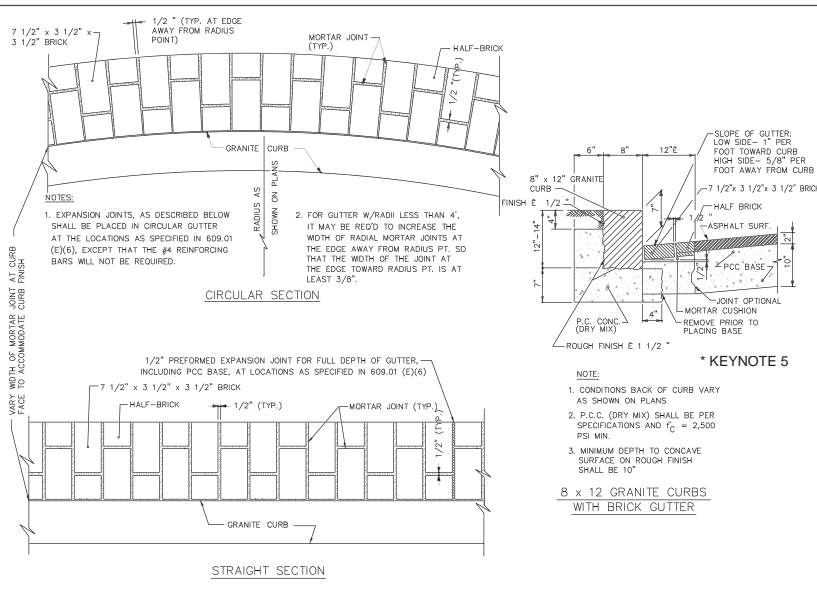 7 1/2" x 3 1/2" x
3 1/2" BRICK
1/2 " (TYP. AT EDGE
AWAY FROM RADIUS
POINT)
MORTAR JOINT
(TYP.)
HALF-BRICK
1/2 "(TYP.)
GRANITE CURB
RADIUS AS
SHOWN ON PLANS
NOTES:
1. EXPANSION JOINTS, AS DESCRIBED BELOW
SHALL BE PLACED IN CIRCULAR GUTTER
AT THE LOCATIONS AS SPECIFIED IN 609.01
(E)(6), EXCEPT THAT THE #4 REINFORCING
BARS WILL NOT BE REQUIRED.
2. FOR GUTTER W/RADII LESS THAN 4',
IT MAY BE REQ'D TO INCREASE THE
WIDTH OF RADIAL MORTAR JOINTS AT
THE EDGE AWAY FROM RADIUS PT. SO
THAT THE WIDTH OF THE JOINT AT
THE EDGE TOWARD RADIUS PT. IS AT
LEAST 3/8".
CIRCULAR SECTION
VARY WIDTH OF MORTAR JOINT AT CURB
FACE TO ACCOMMODATE CURB FINISH
1/2" PREFORMED EXPANSION JOINT FOR FULL DEPTH OF GUTTER,
INCLUDING PCC BASE, AT LOCATIONS AS SPECIFIED IN 609.01 (E)(6)
7 1/2" x 3 1/2" x 3 1/2" BRICK
HALF-BRICK
1/2" (TYP.)
MORTAR JOINT (TYP.)
1/2" (TYP.)
GRANITE CURB
STRAIGHT SECTION
6"
8"
12"È
SLOPE OF GUTTER:
LOW SIDE- 1" PER
FOOT TOWARD CURB
HIGH SIDE- 5/8" PER
FOOT AWAY FROM CURB
8" x 12" GRANITE
CURB
FINISH È 1/2 "
7 1/2"x 3 1/2"x 3 1/2" BRICK
HALF BRICK
1/2 "
ASPHALT SURF.
7"
4"
12"-14"
2"
PCC BASE
10"
1/2"
7"
4"
JOINT OPTIONAL
MORTAR CUSHION
P.C. CONC.
(DRY MIX)
REMOVE PRIOR TO
PLACING BASE
ROUGH FINISH È 1 1/2 "
* KEYNOTE 5
NOTE:
1. CONDITIONS BACK OF CURB VARY
AS SHOWN ON PLANS
2. P.C.C. (DRY MIX) SHALL BE PER
SPECIFICATIONS AND f'C = 2,500
PSI MIN.
3. MINIMUM DEPTH TO CONCAVE
SURFACE ON ROUGH FINISH
SHALL BE 10"
8 x 12 GRANITE CURBS
WITH BRICK GUTTER